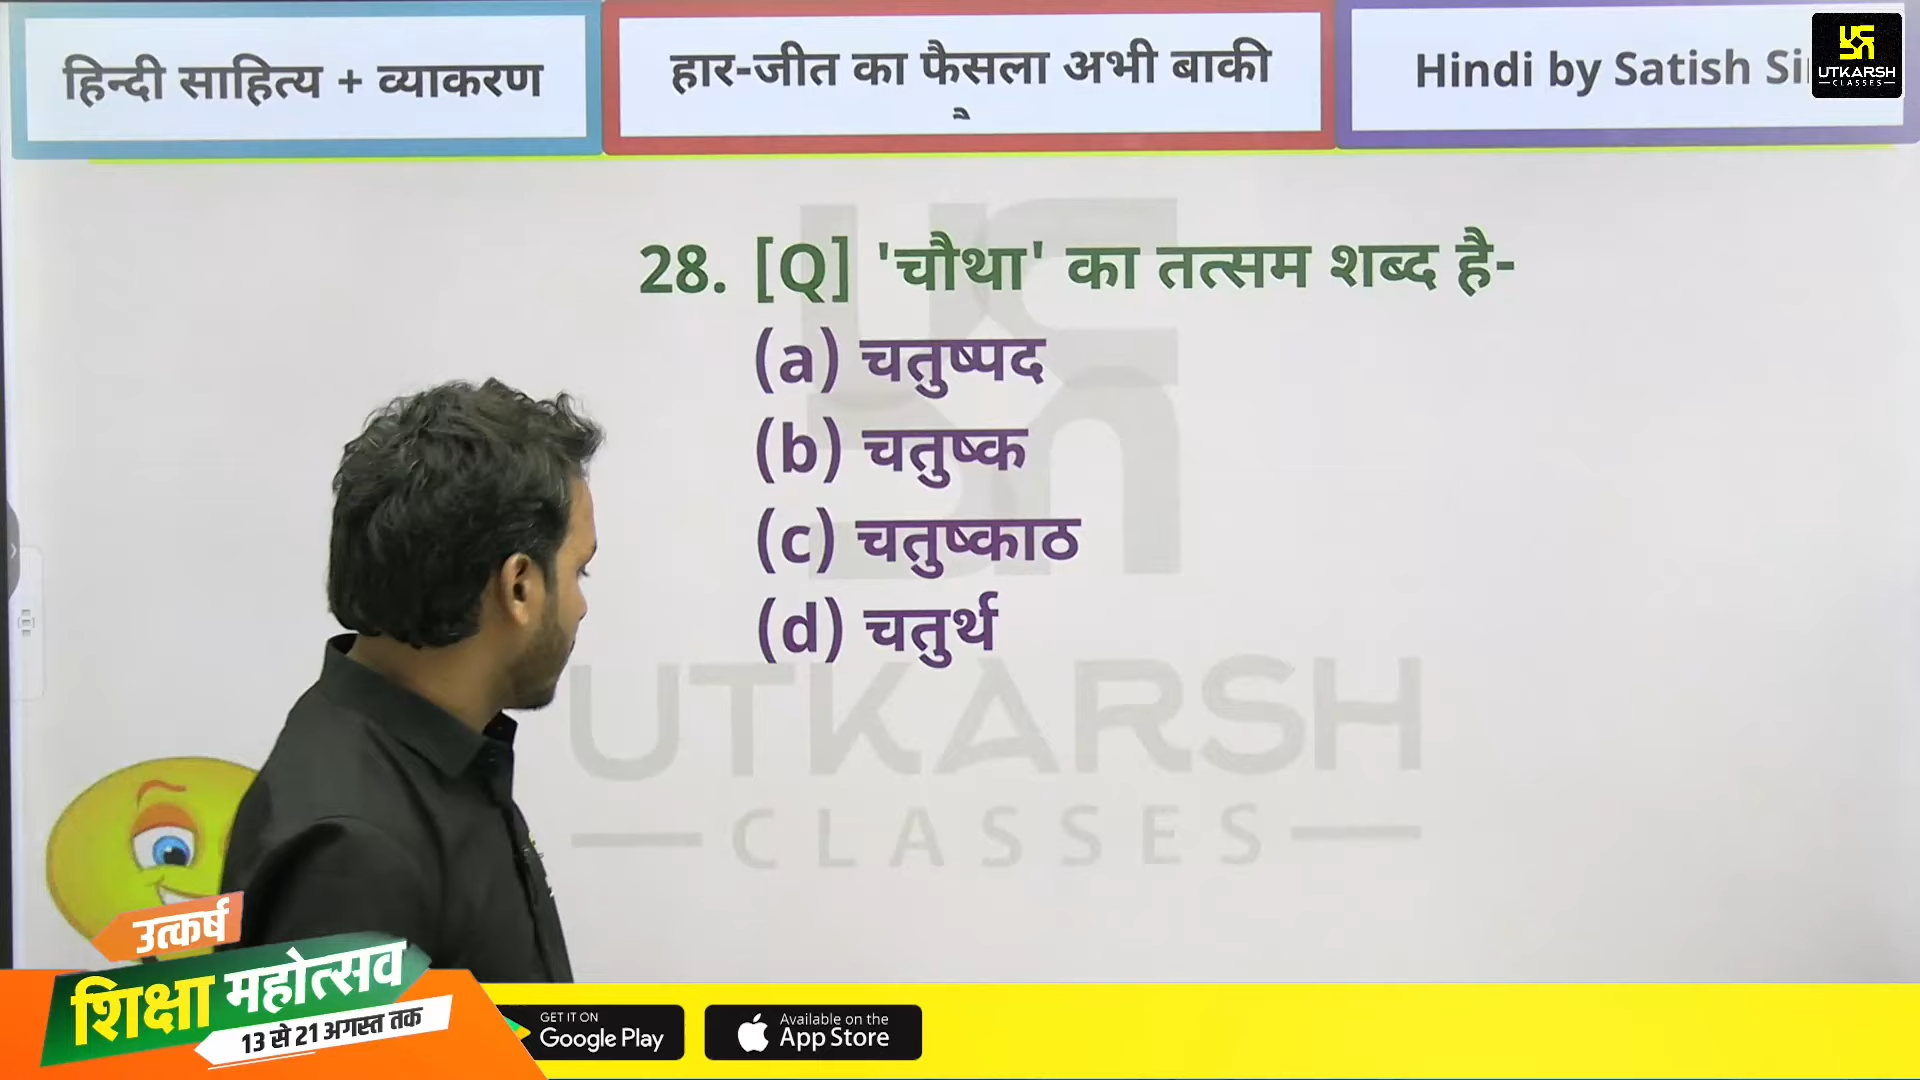 हिन्दी साहित्य + व्याकरण
हार-जीत का फैसला अभी बाकी
Hindi by Satish
UTKARSH
CLASSES
28. [Q] 'चौथा' का तत्सम शब्द है-
(a) चतुष्पद
(b) चतुष्क
(c) चतुष्काठ
(d) चतुर्थ
UTKARSH
CLASSES
उत्कर्ष
शिक्षा महोत्सव
13 से 21 अगस्त तक
GET IT ON
Google Play
Available on the
App Store